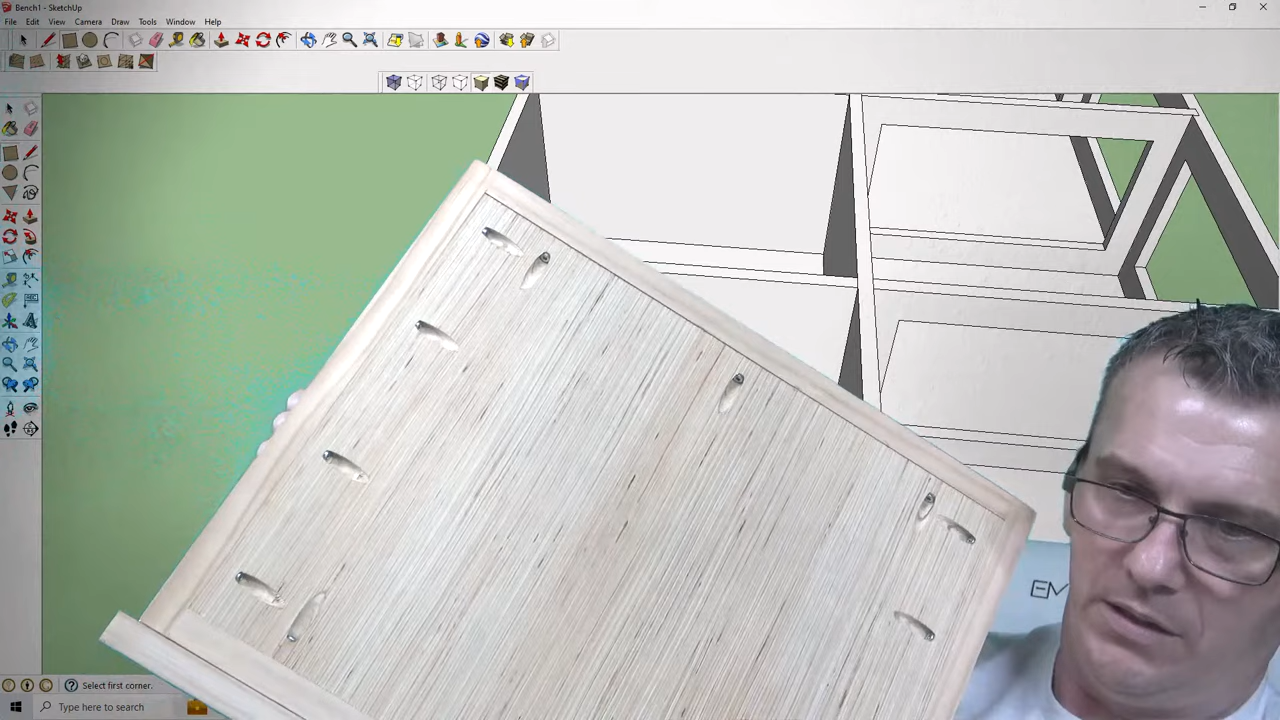 Bench1 - SketchUp
File Edit View Camera Draw Tools Window Help
EM
Select first corner.
Type here to search